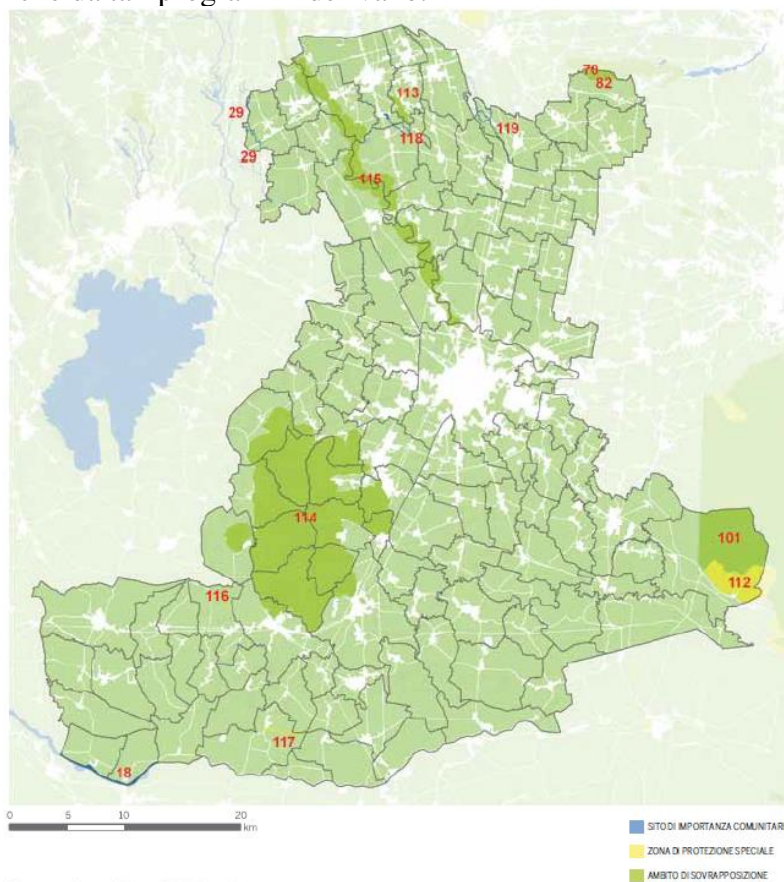 70
82
113
29
119
118
29
115
114
101
112
116
117
18
0 5 10 20
km
SITO DI IMPORTANZA COMUNITARI
ZONA DI PROTEZIONE SPECIALE
AMBITO DI SOVRAPPOSIZIONE